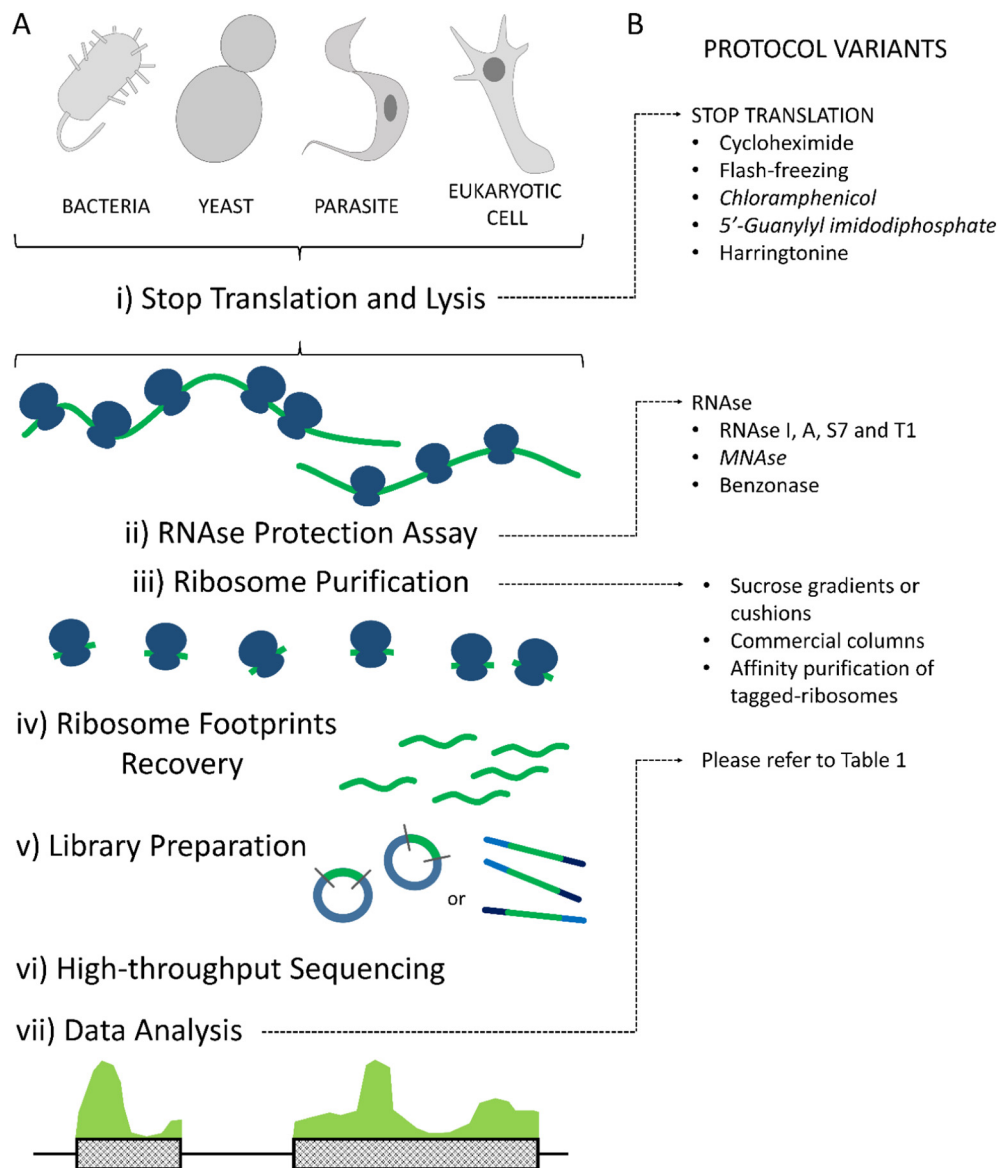 A
BACTERIA
YEAST
PARASITE
EUKARYOTIC
CELL
i) Stop Translation and Lysis
ii) RNAse Protection Assay
iii) Ribosome Purification
iv) Ribosome Footprints
Recovery
v) Library Preparation
or
vi) High-throughput Sequencing
vii) Data Analysis
B
PROTOCOL VARIANTS
STOP TRANSLATION
• Cycloheximide
• Flash-freezing
• Chloramphenicol
• 5′-Guanylyl imidodiphosphate
• Harringtonine
RNAse
• RNAse I, A, S7 and T1
• MNAse
• Benzonase
• Sucrose gradients or
cushions
• Commercial columns
• Affinity purification of
tagged-ribosomes
Please refer to Table 1